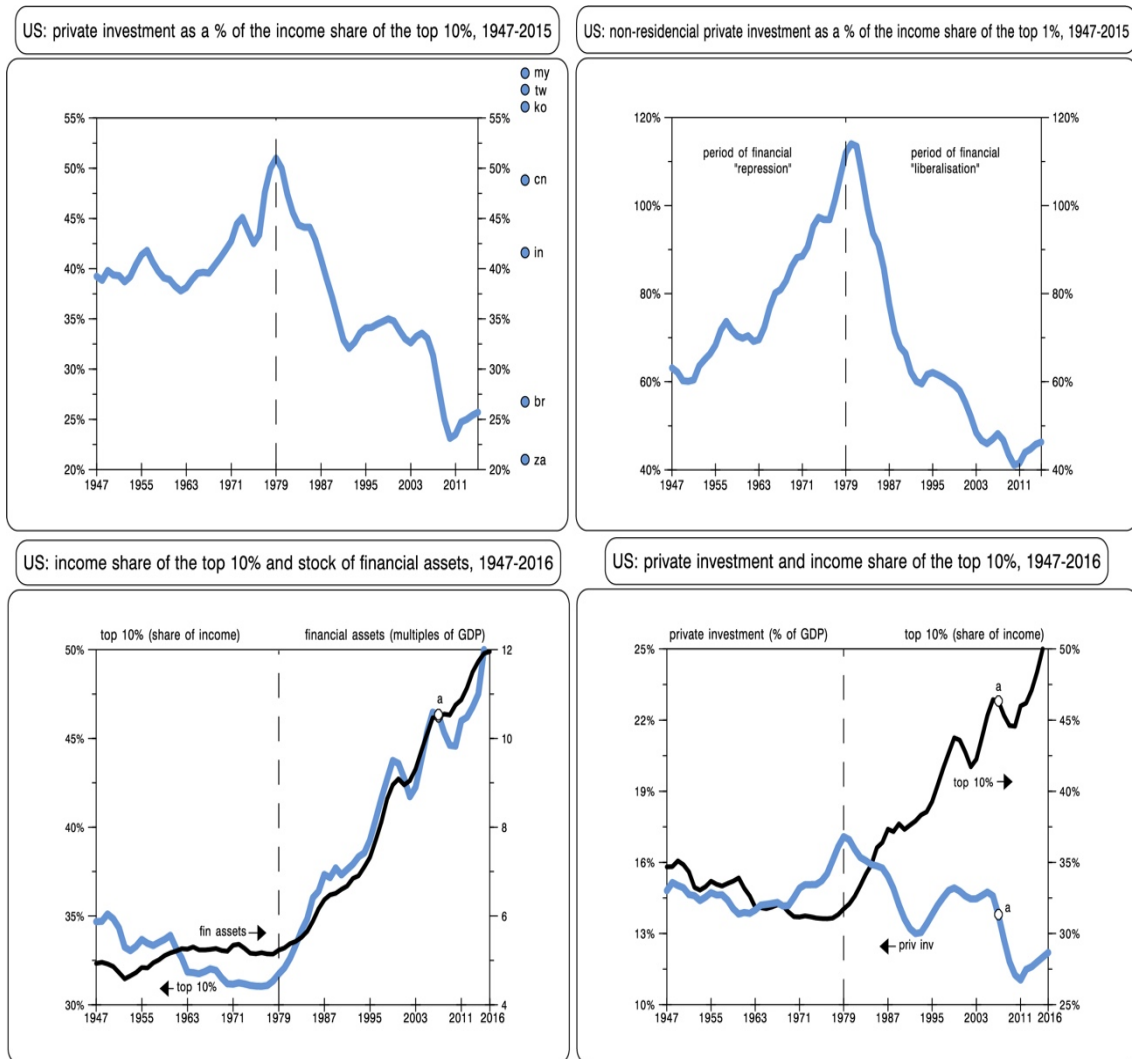 US: private investment as a % of the income share of the top 10%, 1947-2015
my
tw
ko
55%
50%
45%
40%
35%
30%
25%
20%
55%
50%
45%
40%
35%
30%
25%
20%
cn
in
br
za
1947 1955 1963 1971 1979 1987 1995 2003 2011
US: non-residencial private investment as a % of the income share of the top 1%, 1947-2015
120%
100%
80%
60%
40%
period of financial
"repression"
period of financial
"liberalisation"
120%
100%
80%
60%
40%
1947 1955 1963 1971 1979 1987 1995 2003 2011
US: income share of the top 10% and stock of financial assets, 1947-2016
top 10% (share of income)
financial assets (multiples of GDP)
50%
45%
40%
35%
30%
12
10
8
6
4
a
fin assets
top 10%
1947 1955 1963 1971 1979 1987 1995 2003 2011 2016
US: private investment and income share of the top 10%, 1947-2016
private investment (% of GDP)
top 10% (share of income)
25%
22%
19%
16%
13%
10%
50%
45%
40%
35%
30%
25%
a
top 10%
a
priv inv
1947 1955 1963 1971 1979 1987 1995 2003 2011 2016